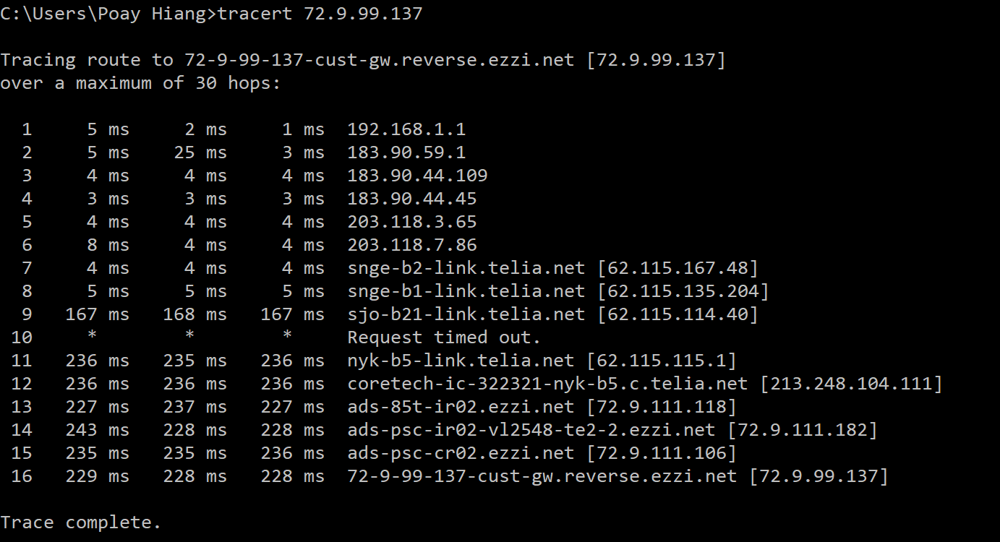 C:\Users\Poay Hiang>tracert 72.9.99.137
Tracing route to 72-9-99-137-cust-gw.reverse.ezzi.net [72.9.99.137]
over a maximum of 30 hops:
1 5 ms 2 ms 1 ms 192.168.1.1
2 5 ms 25 ms 3 ms 183.90.59.1
3 4 ms 4 ms 4 ms 183.90.44.109
4 3 ms 3 ms 3 ms 183.90.44.45
5 4 ms 4 ms 4 ms 203.118.3.65
6 8 ms 4 ms 4 ms 203.118.7.86
7 4 ms 4 ms 4 ms snge-b2-link.telia.net [62.115.167.48]
8 5 ms 5 ms 5 ms snge-b1-link.telia.net [62.115.135.204]
9 167 ms 168 ms 167 ms sjo-b21-link.telia.net [62.115.114.40]
10 * * * Request timed out.
11 236 ms 235 ms 236 ms nyk-b5-link.telia.net [62.115.115.1]
12 236 ms 236 ms 236 ms coretech-ic-322321-nyk-b5.c.telia.net [213.248.104.111]
13 227 ms 237 ms 227 ms ads-85t-ir02.ezzi.net [72.9.111.118]
14 243 ms 228 ms 228 ms ads-psc-ir02-vl2548-te2-2.ezzi.net [72.9.111.182]
15 235 ms 235 ms 236 ms ads-psc-cr02.ezzi.net [72.9.111.106]
16 229 ms 228 ms 228 ms 72-9-99-137-cust-gw.reverse.ezzi.net [72.9.99.137]
Trace complete.